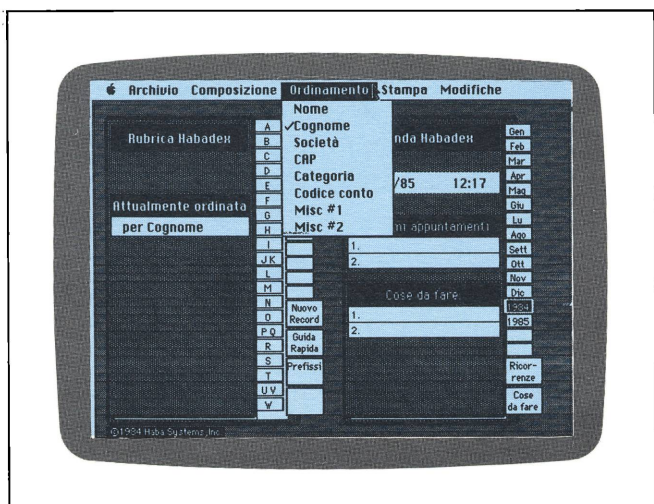 Archivio Composizione Ordinamento Stampa Modifiche
Nome
✓Cognome
Società
CAP
Categoria
Codice conto
Misc #1
Misc #2
Rubrica Habadex
Attualmente ordinata
per Cognome
A
B
C
D
E
F
G
H
I
JK
L
M
N
O
PQ
R
S
T
UV
W
Nuovo
Record
Guida
Rapida
Prefissi
nda Habadex
/85 12:17
mi appuntamenti
1.
2.
Cose da fare
1.
2.
Gen
Feb
Mar
Apr
Mag
Giu
Lu
Ago
Sett
Ott
Nov
Dic
1984
1985
Ricor-
renze
Cose
da fare
©1984 Haba Systems, Inc.